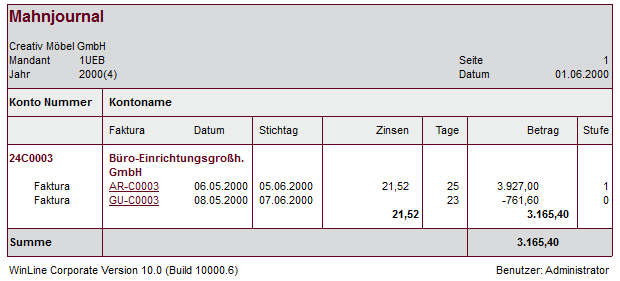 Mahnjournal
Creativ Möbel GmbH
Mandant 1UEB Seite 1
Jahr 2000(4) Datum 01.06.2000
Konto Nummer Kontoname
Faktura Datum Stichtag Zinsen Tage Betrag Stufe
24C0003 Büro-Einrichtungsgroßh.
GmbH
Faktura AR-C0003 06.05.2000 05.06.2000 21,52 25 3.927,00 1
Faktura GU-C0003 08.05.2000 07.06.2000 23 -761,60 0
21,52 3.165,40
Summe 3.165,40
WinLine Corporate Version 10.0 (Build 10000.6) Benutzer: Administrator